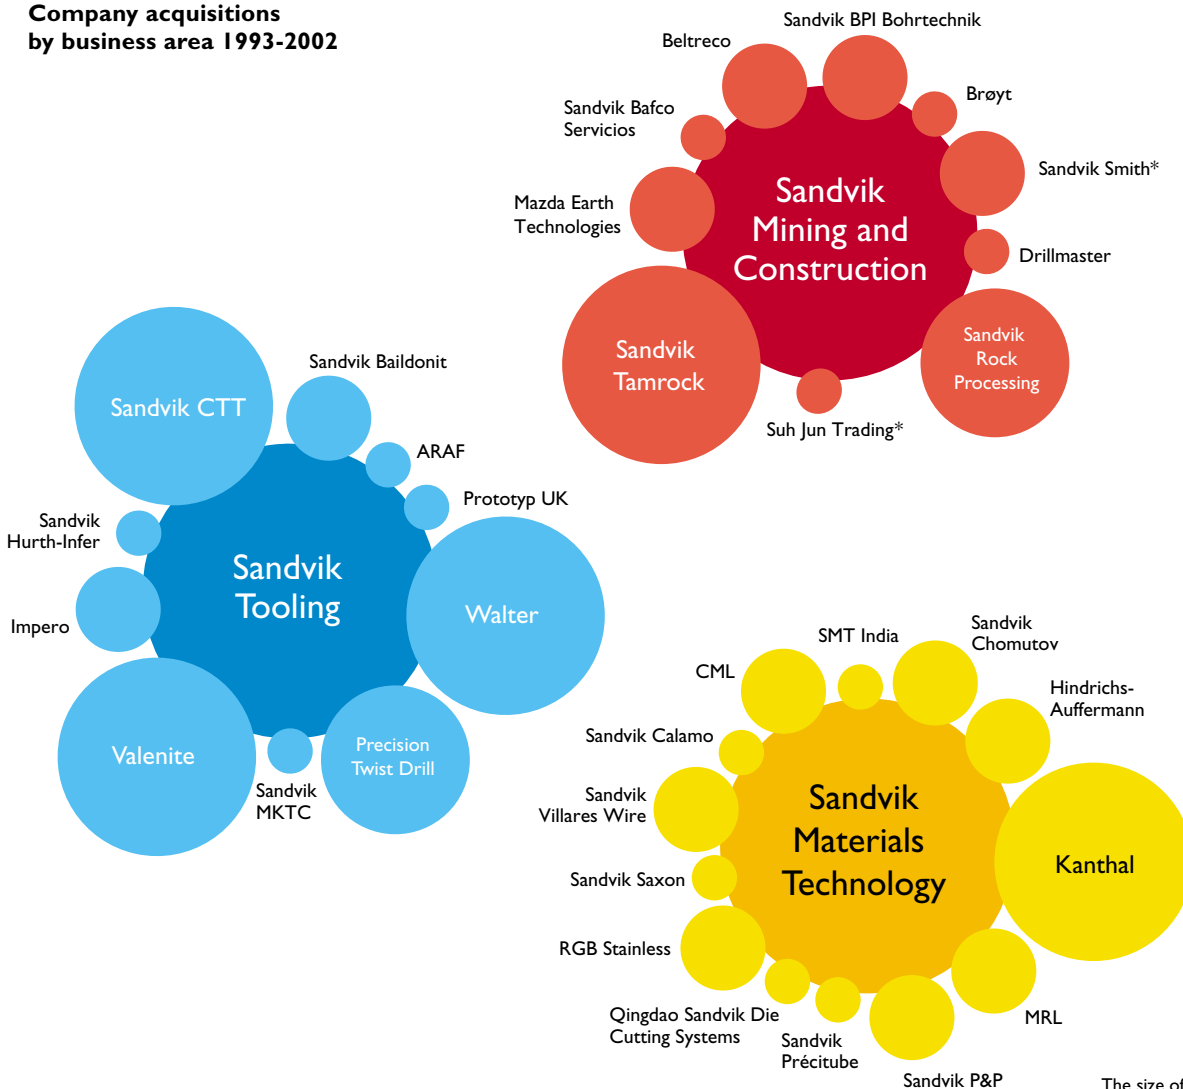 Company acquisitions
by business area 1993-2002
Sandvik BPI Bohrtechnik
Beltreco
Brøyt
Sandvik Bafco
Servicios
Sandvik Smith*
Mazda Earth
Technologies
Sandvik
Mining and
Construction
Drillmaster
Sandvik
Tamrock
Sandvik
Rock
Processing
Suh Jun Trading*
Sandvik Baildonit
Sandvik CTT
ARAF
Prototyp UK
Sandvik
Hurth-Infer
Sandvik
Tooling
Walter
Impero
Valenite
Precision
Twist Drill
Sandvik
MKTC
SMT India
Sandvik
Chomutov
CML
Hindrichs-
Auffermann
Sandvik Calamo
Sandvik
Villares Wire
Sandvik
Materials
Technology
Kanthal
Sandvik Saxon
RGB Stainless
Qingdao Sandvik Die
Cutting Systems
Sandvik
Précitube
MRL
Sandvik P&P
The size of